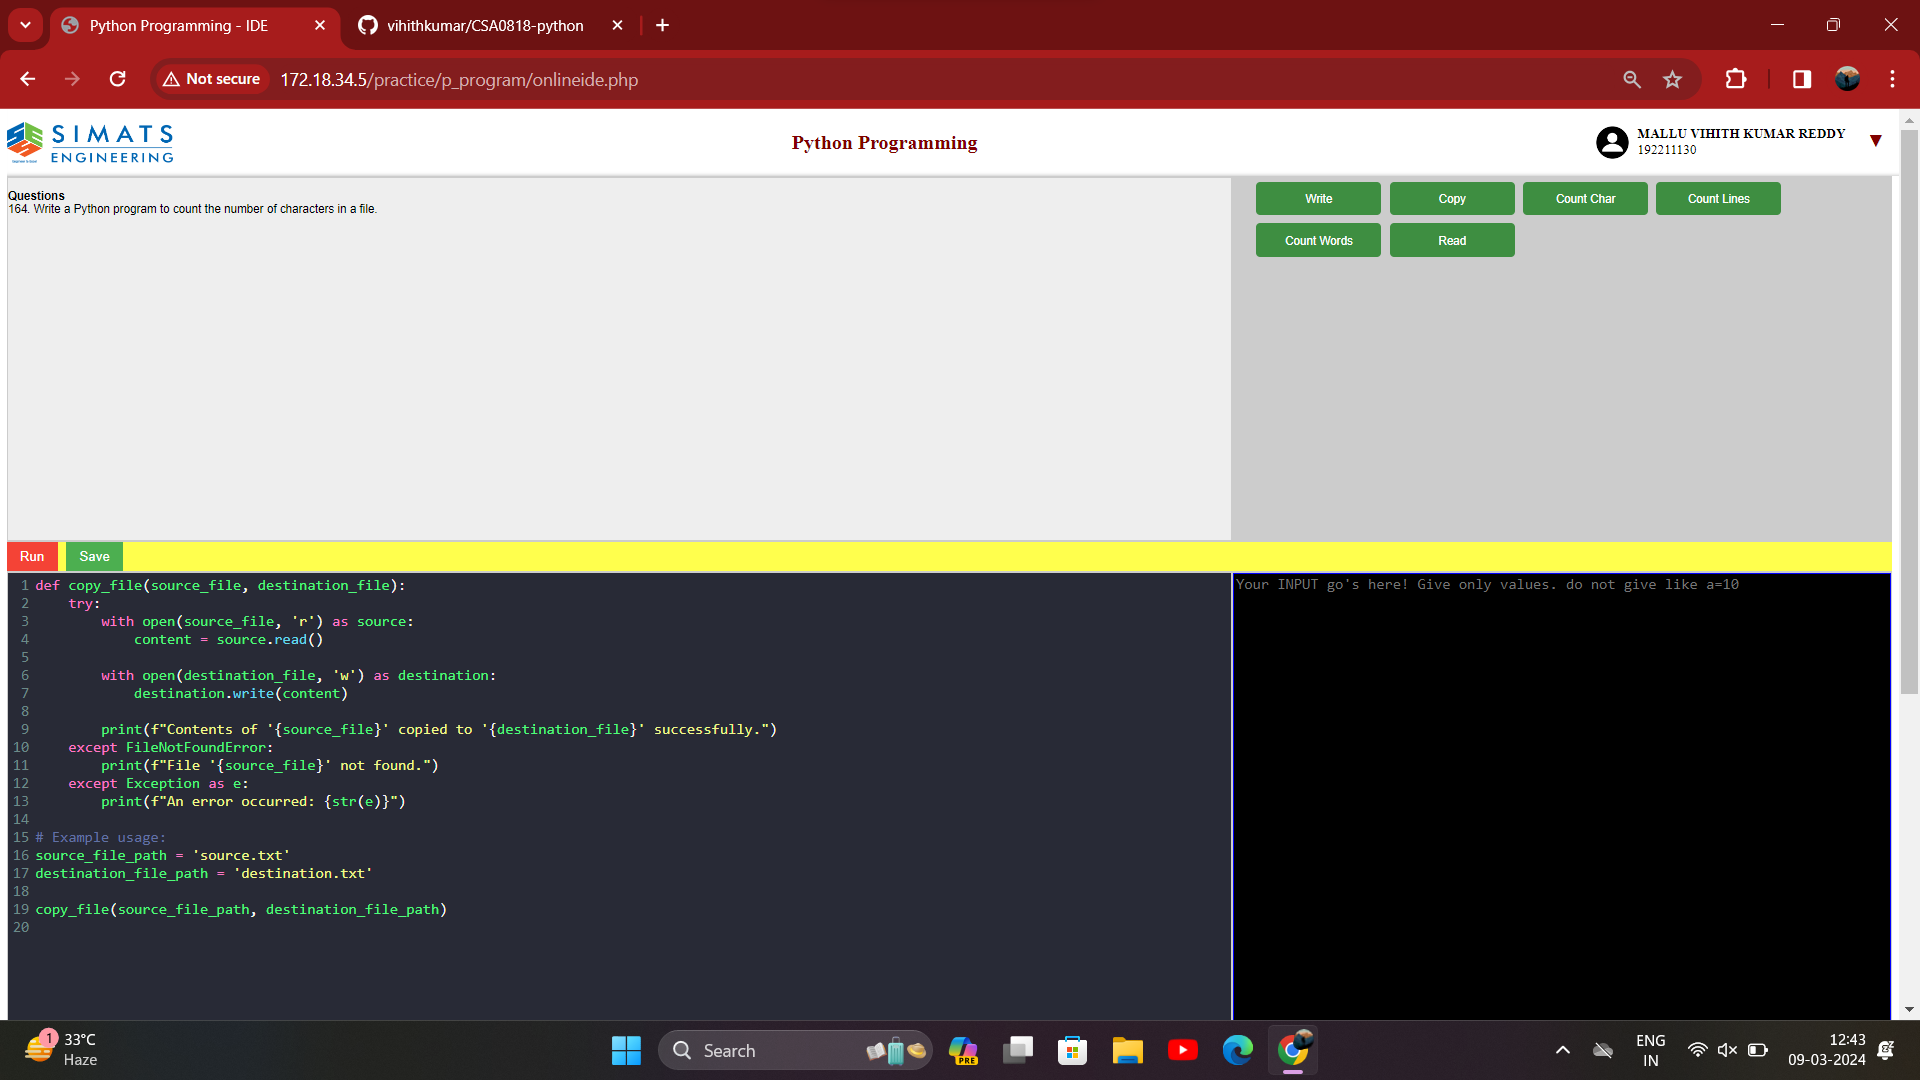 Python Programming - IDE
vihithkumar/CSA0818-python
Not secure
172.18.34.5/practice/p_program/onlineide.php
SIMATS
ENGINEERING
Python Programming
MALLU VIHITH KUMAR REDDY
192211130
Questions
164. Write a Python program to count the number of characters in a file.
Write
Copy
Count Char
Count Lines
Count Words
Read
Run
Save
1 def copy_file(source_file, destination_file):
2     try:
3         with open(source_file, 'r') as source:
4             content = source.read()
5
6         with open(destination_file, 'w') as destination:
7             destination.write(content)
8
9         print(f"Contents of '{source_file}' copied to '{destination_file}' successfully.")
10     except FileNotFoundError:
11         print(f"File '{source_file}' not found.")
12     except Exception as e:
13         print(f"An error occurred: {str(e)}")
14
15 # Example usage:
16 source_file_path = 'source.txt'
17 destination_file_path = 'destination.txt'
18
19 copy_file(source_file_path, destination_file_path)
20
Your INPUT go's here! Give only values. do not give like a=10
1
33°C
Haze
Search
PRE
ENG
IN
12:43
09-03-2024